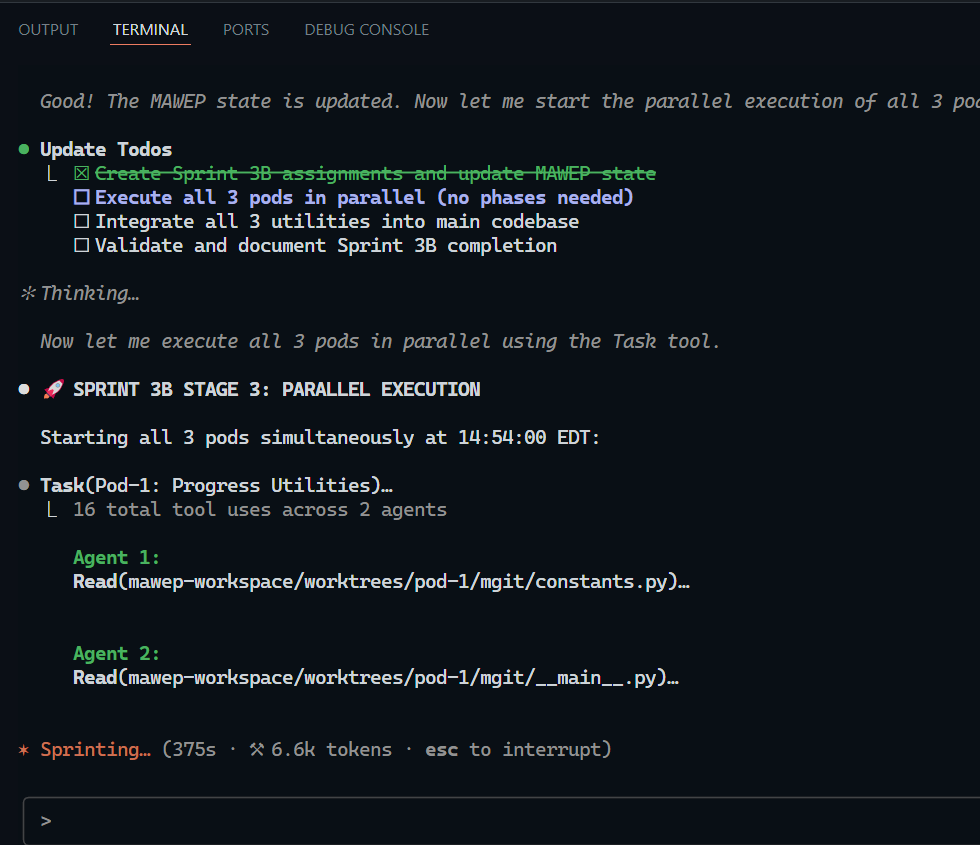 OUTPUT TERMINAL PORTS DEBUG CONSOLE
Good! The MAWEP state is updated. Now let me start the parallel execution of all 3
● Update Todos
⎿ ☒ Create Sprint 3B assignments and update MAWEP state
☐ Execute all 3 pods in parallel (no phases needed)
☐ Integrate all 3 utilities into main codebase
☐ Validate and document Sprint 3B completion
✻ Thinking…
Now let me execute all 3 pods in parallel using the Task tool.
● 🚀 SPRINT 3B STAGE 3: PARALLEL EXECUTION
Starting all 3 pods simultaneously at 14:54:00 EDT:
● Task(Pod-1: Progress Utilities)…
⎿ 16 total tool uses across 2 agents
Agent 1:
Read(mawep-workspace/worktrees/pod-1/mgit/constants.py)…
Agent 2:
Read(mawep-workspace/worktrees/pod-1/mgit/__main__.py)…
✶ Sprinting… (375s · ⚒ 6.6k tokens · esc to interrupt)
>